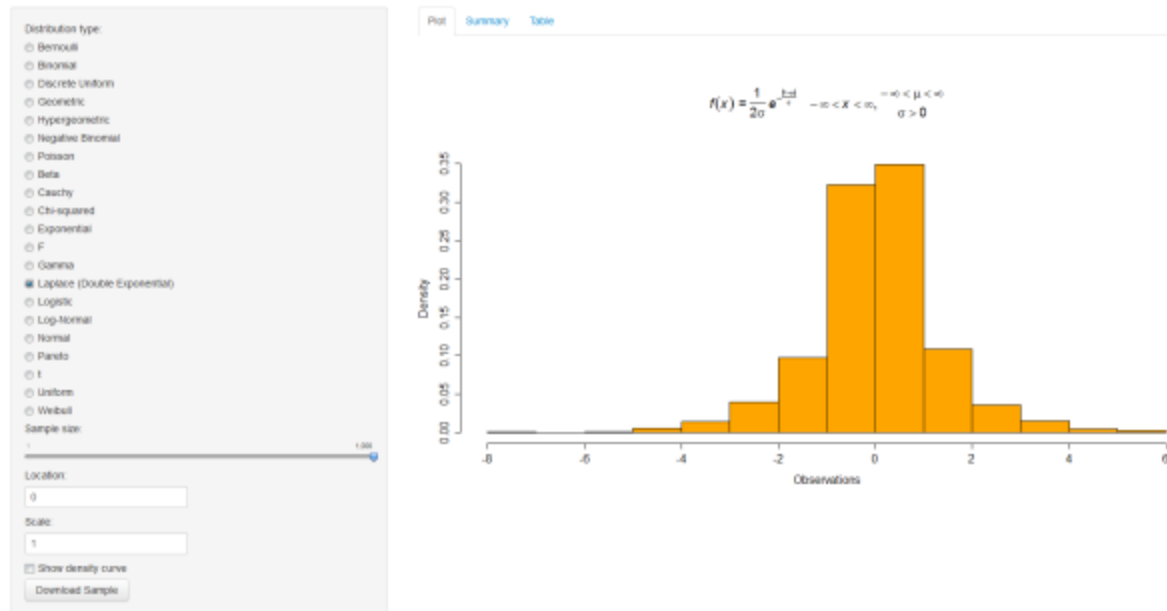 Distribution type:
Bernoulli
Binomial
Discrete Uniform
Geometric
Hypergeometric
Negative Binomial
Poisson
Beta
Cauchy
Chi-squared
Exponential
F
Gamma
Laplace (Double Exponential)
Logistic
Log-Normal
Normal
Pareto
t
Uniform
Weibull
Sample size:
1 1,000
Location:
0
Scale:
1
Show density curve
Download Sample
Plot Summary Table
f(x) = 1/2σ e −∞ < x < ∞, −∞ < μ < ∞
σ > 0
Density
0.35
0.30
0.25
0.20
0.15
0.10
0.05
0.00
-8 -6 -4 -2 0 2 4 6
Observations